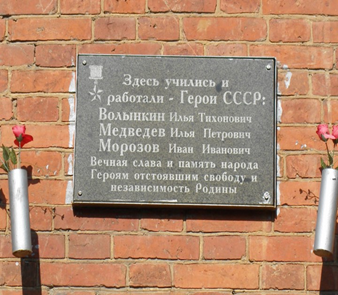 Здесь учились и
работали - Герои СССР:
Волынкин Илья Тихонович
Медведев Илья Петрович
Морозов Иван Иванович
Вечная слава и память народа
Героям отстоявшим свободу и
независимость Родины